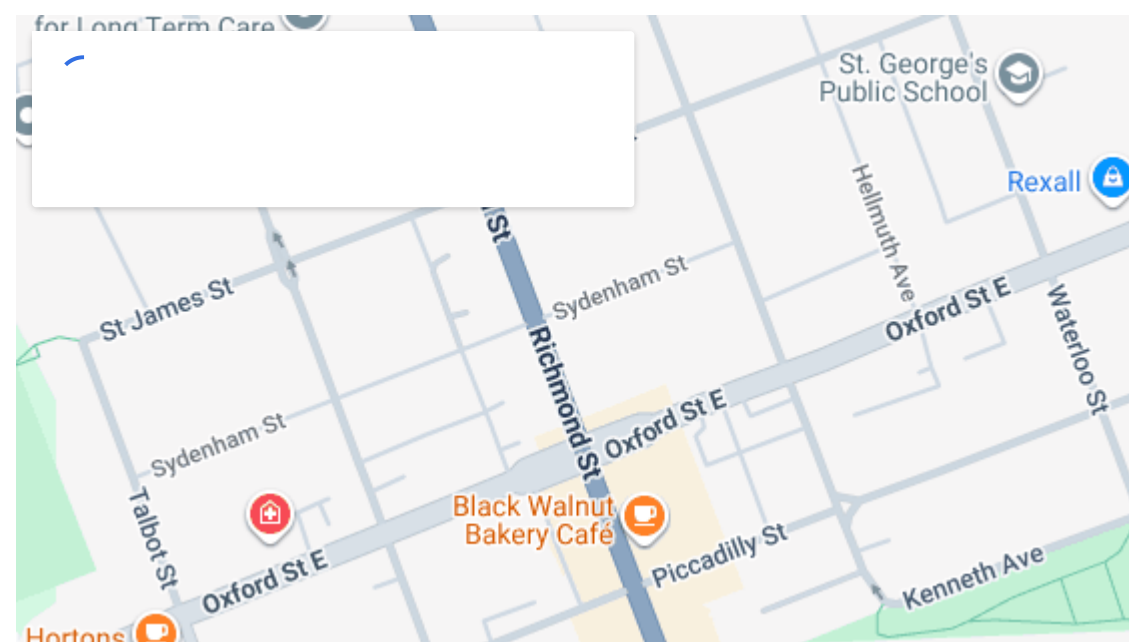 for Long Term Care
St. George's
Public School
Rexall
Hellmuth Ave
St
Sydenham St
St James St
Oxford St E
Waterloo St
Richmond St
Oxford St E
Sydenham St
Talbot St
Black Walnut
Bakery Café
Piccadilly St
Oxford St E
Kenneth Ave
Hortons